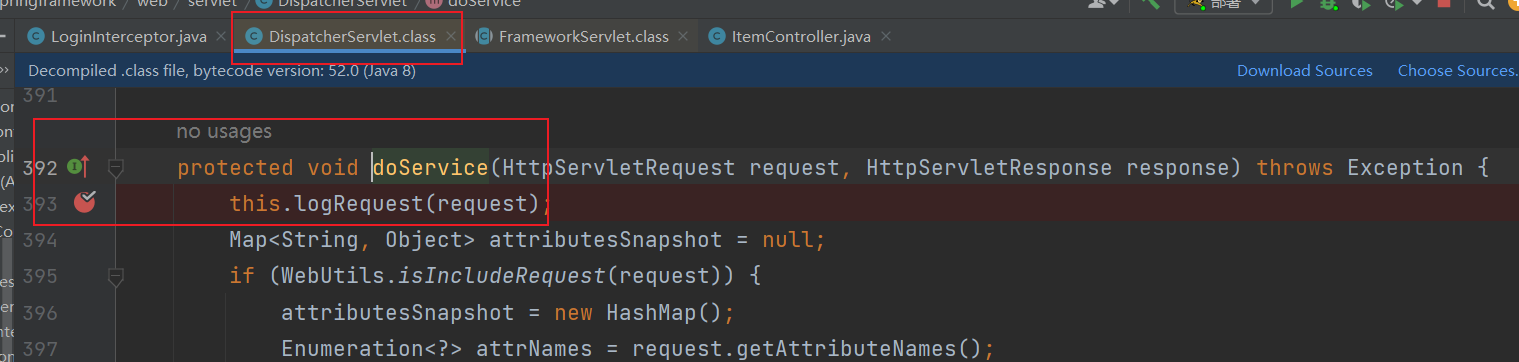 pringframework / web / servlet / DispatcherServlet / doService
部署
LoginInterceptor.java DispatcherServlet.class FrameworkServlet.class ItemController.java
Decompiled .class file, bytecode version: 52.0 (Java 8) Download Sources Choose Sources.
391
no usages
392 protected void doService(HttpServletRequest request, HttpServletResponse response) throws Exception {
393 this.logRequest(request);
394 Map<String, Object> attributesSnapshot = null;
395 if (WebUtils.isIncludeRequest(request)) {
396 attributesSnapshot = new HashMap();
397 Enumeration<?> attrNames = request.getAttributeNames();